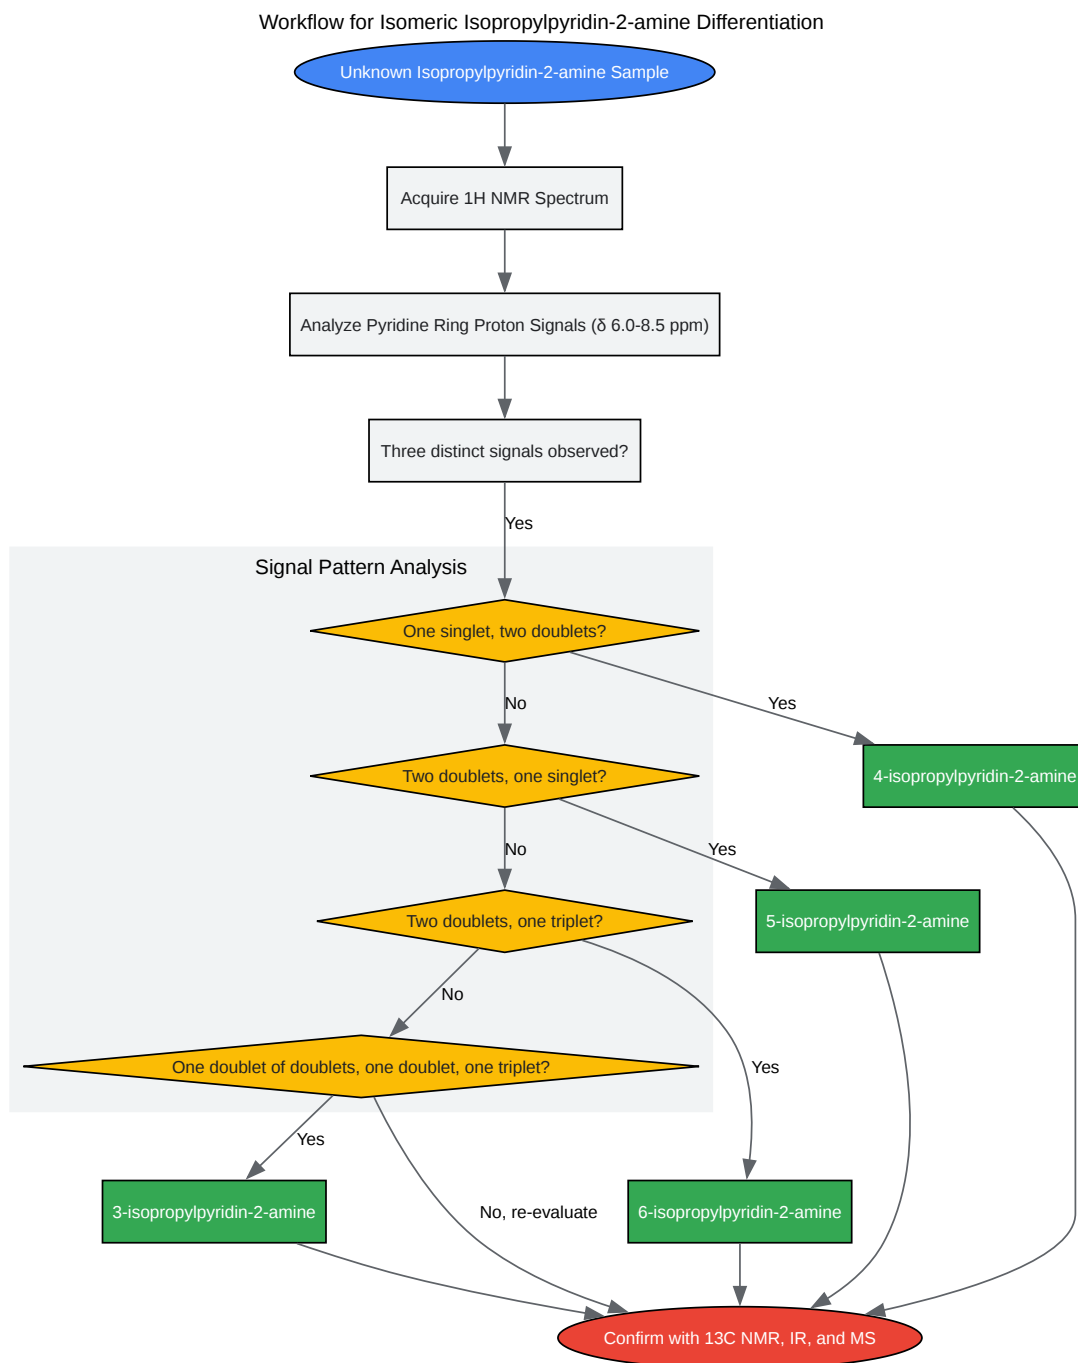 Workflow for Isomeric Isopropylpyridin-2-amine Differentiation
Unknown Isopropylpyridin-2-amine Sample
Acquire 1H NMR Spectrum
Analyze Pyridine Ring Proton Signals (δ 6.0-8.5 ppm)
Three distinct signals observed?
Yes
Signal Pattern Analysis
One singlet, two doublets?
No
Yes
Two doublets, one singlet?
4-isopropylpyridin-2-amine
No
Yes
Two doublets, one triplet?
5-isopropylpyridin-2-amine
No
One doublet of doublets, one doublet, one triplet?
Yes
Yes
3-isopropylpyridin-2-amine
No, re-evaluate
6-isopropylpyridin-2-amine
Confirm with 13C NMR, IR, and MS